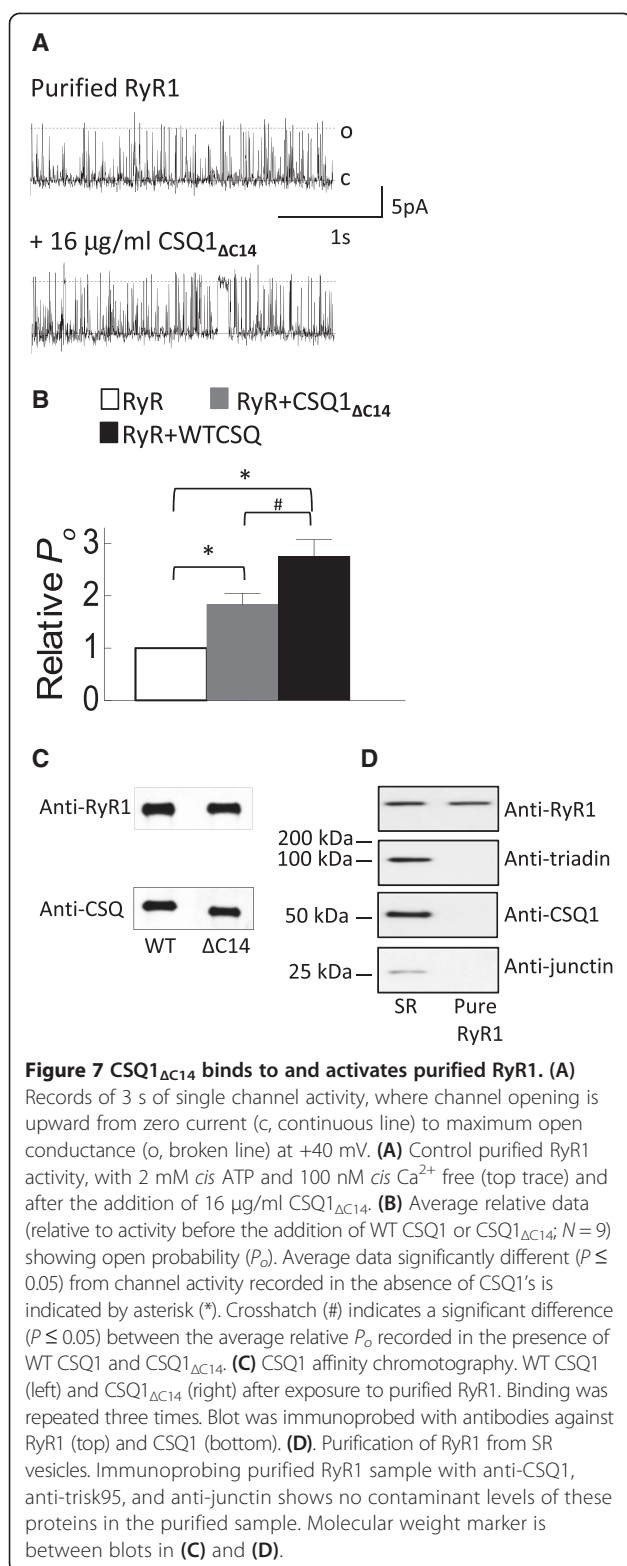 A
Purified RyR1
o
c
5pA
1s
+ 16 µg/ml CSQ1ΔC14
B
RyR RyR+CSQ1ΔC14
RyR+WTCSQ
*
#
*
Relative Po
3
2
1
0
C
D
Anti-RyR1
Anti-CSQ
WT ΔC14
Anti-RyR1
200 kDa
100 kDa
Anti-triadin
50 kDa
Anti-CSQ1
25 kDa
Anti-junctin
SR Pure
RyR1
Figure 7 CSQ1ΔC14 binds to and activates purified RyR1. (A)
Records of 3 s of single channel activity, where channel opening is
upward from zero current (c, continuous line) to maximum open
conductance (o, broken line) at +40 mV. (A) Control purified RyR1
activity, with 2 mM cis ATP and 100 nM cis Ca2+ free (top trace) and
after the addition of 16 µg/ml CSQ1ΔC14. (B) Average relative data
(relative to activity before the addition of WT CSQ1 or CSQ1ΔC14; N = 9)
showing open probability (Po). Average data significantly different (P ≤
0.05) from channel activity recorded in the absence of CSQ1's is
indicated by asterisk (*). Crosshatch (#) indicates a significant difference
(P ≤ 0.05) between the average relative Po recorded in the presence of
WT CSQ1 and CSQ1ΔC14. (C) CSQ1 affinity chromotography. WT CSQ1
(left) and CSQ1ΔC14 (right) after exposure to purified RyR1. Binding was
repeated three times. Blot was immunoprobed with antibodies against
RyR1 (top) and CSQ1 (bottom). (D). Purification of RyR1 from SR
vesicles. Immunoprobing purified RyR1 sample with anti-CSQ1,
anti-trisk95, and anti-junctin shows no contaminant levels of these
proteins in the purified sample. Molecular weight marker is
between blots in (C) and (D).